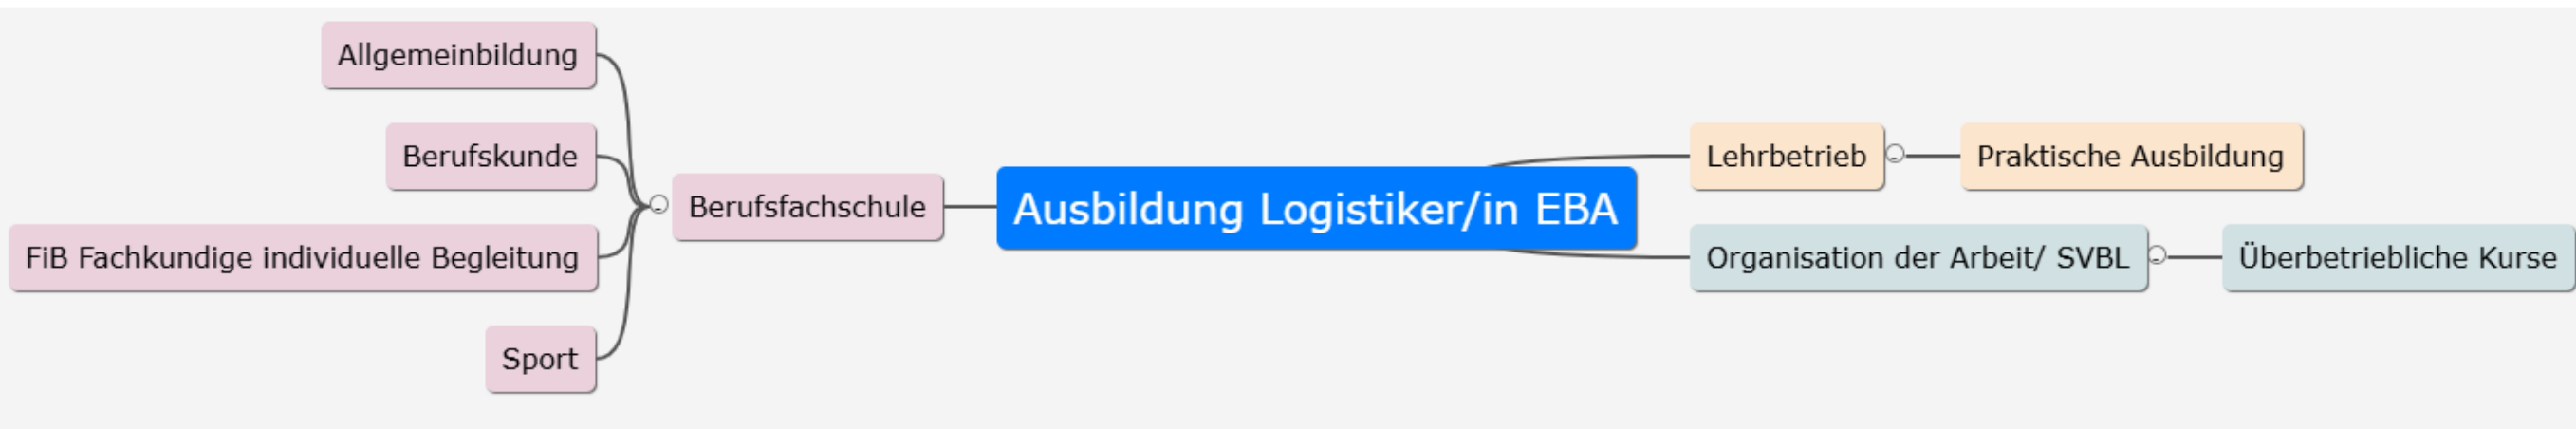 Allgemeinbildung
Berufskunde
FiB Fachkundige individuelle Begleitung
Sport
Berufsfachschule
Ausbildung Logistiker/in EBA
Lehrbetrieb
Praktische Ausbildung
Organisation der Arbeit/ SVBL
Überbetriebliche Kurse